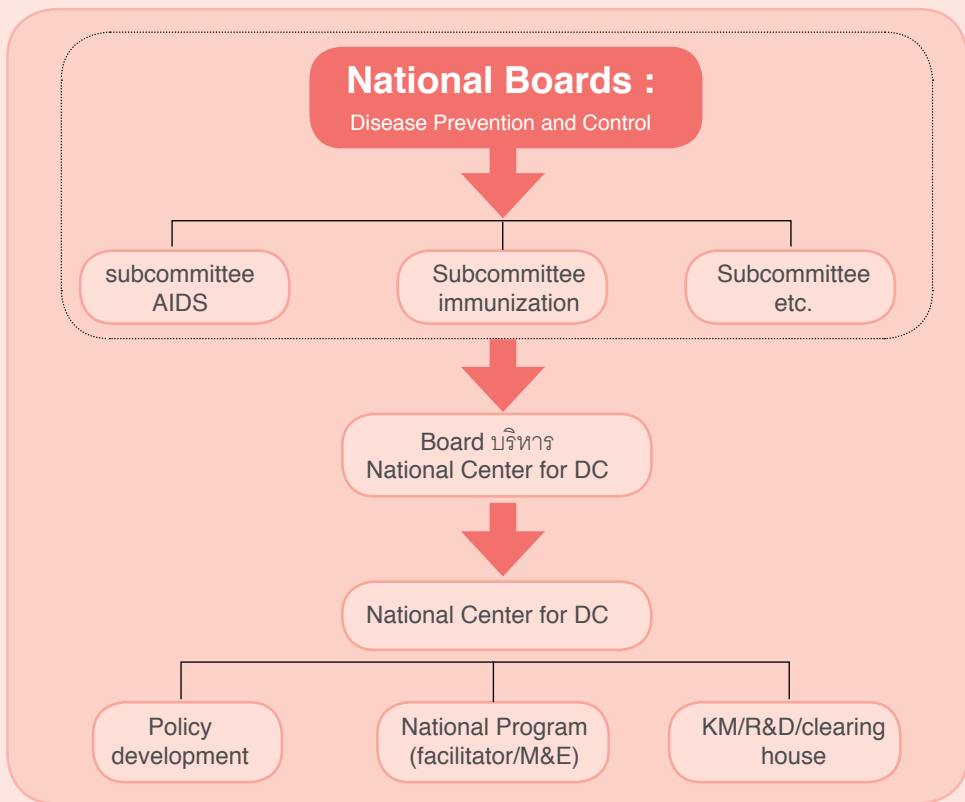 National Boards :
Disease Prevention and Control
subcommittee
AIDS
Subcommittee
immunization
Subcommittee
etc.
Board บริหาร
National Center for DC
National Center for DC
Policy
development
National Program
(facilitator/M&E)
KM/R&D/clearing
house